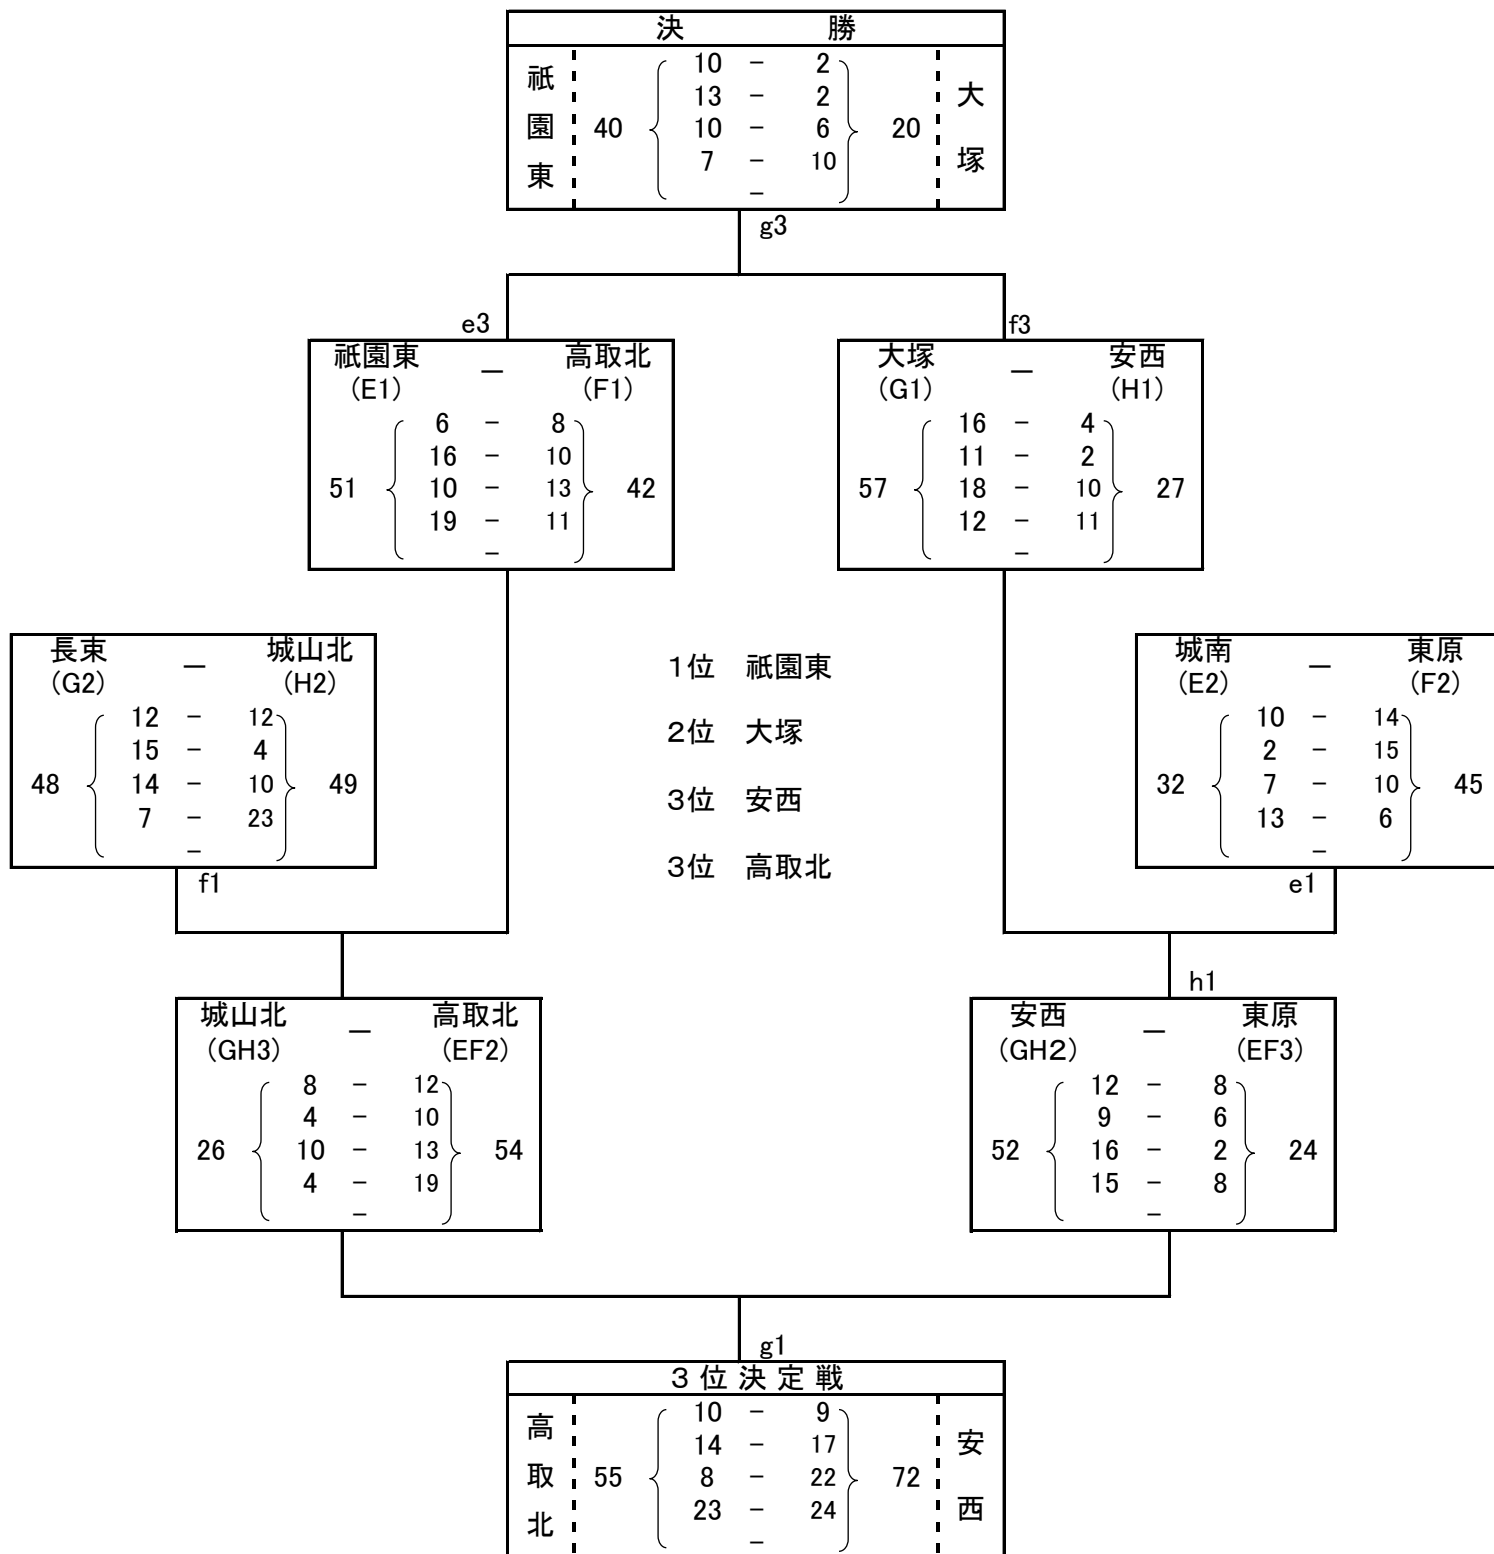 決 勝
祇園東 40 20 大塚
10 - 2
13 - 2
10 - 6
7 - 10
-
g3
e3
f3
祇園東 - 高取北
(E1) (F1)
6 - 8
16 - 10
51 10 - 13 42
19 - 11
-
大塚 - 安西
(G1) (H1)
16 - 4
11 - 2
57 18 - 10 27
12 - 11
-
長束 - 城山北
(G2) (H2)
12 - 12
15 - 4
48 14 - 10 49
7 - 23
-
f1
1位 祇園東
2位 大塚
3位 安西
3位 高取北
城南 - 東原
(E2) (F2)
10 - 14
2 - 15
32 7 - 10 45
13 - 6
-
e1
h1
城山北 - 高取北
(GH3) (EF2)
8 - 12
4 - 10
26 10 - 13 54
4 - 19
-
安西 - 東原
(GH2) (EF3)
12 - 8
9 - 6
52 16 - 2 24
15 - 8
-
g1
3位決定戦
高取北 55 72 安西
10 - 9
14 - 17
8 - 22
23 - 24
-